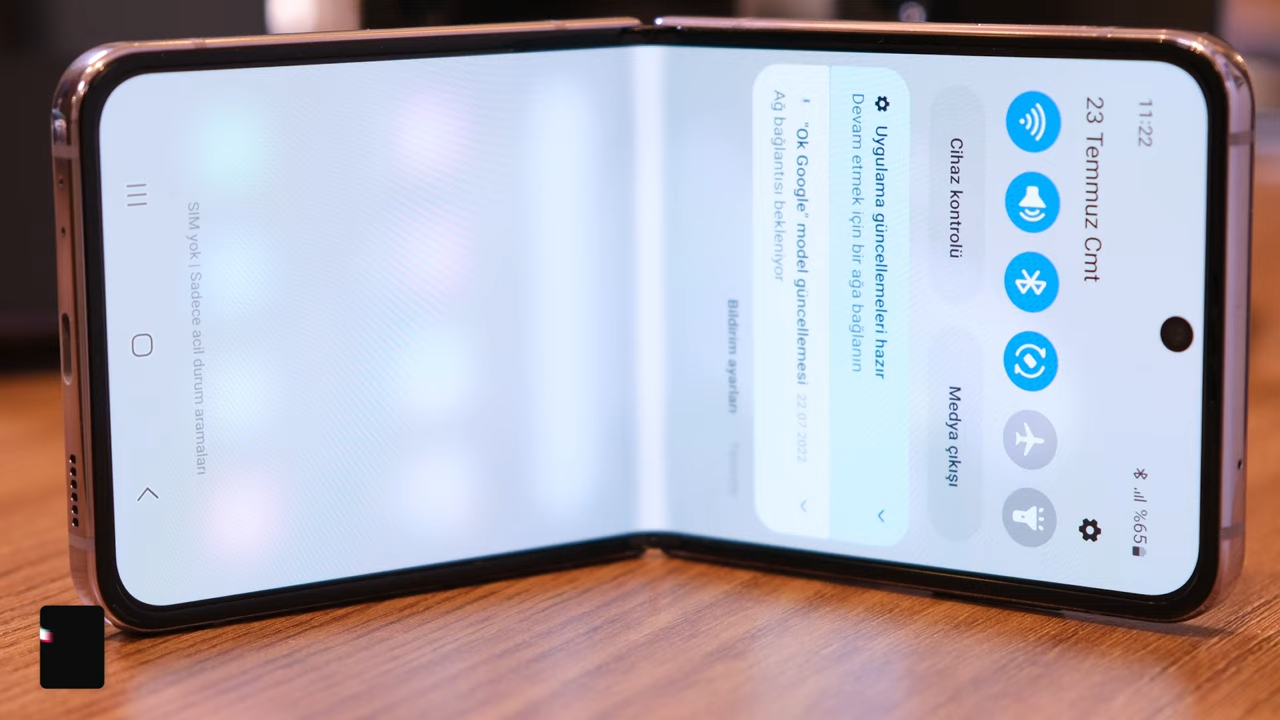 11:22
%65
23 Temmuz Cmt
Cihaz kontrolü
Medya çıkışı
Uygulama güncellemeleri hazır
Devam etmek için bir ağa bağlanın
"Ok Google" model güncellemesi 22.07.2022
Ağ bağlantısı bekleniyor
Bildirim ayarları
SIM yok | Sadece acil durum aramaları